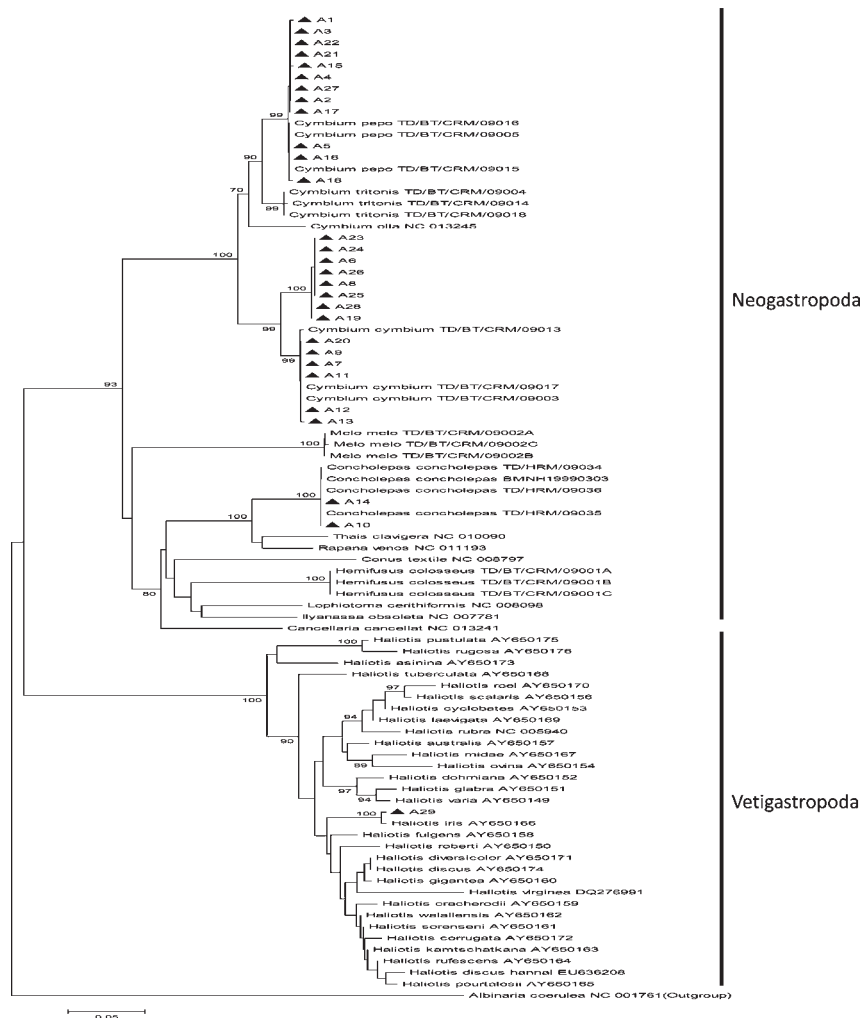 A1
A3
A22
A21
A15
A4
A27
A2
A17
99
Cymbium pepo TD/BT/CRM/09016
Cymbium pepo TD/BT/CRM/09005
A5
A18
90
Cymbium pepo TD/BT/CRM/09015
A16
70
Cymbium tritonis TD/BT/CRM/09004
Cymbium tritonis TD/BT/CRM/09014
99
Cymbium tritonis TD/BT/CRM/09018
Cymbium olla NC 013245
A23
A24
100
A6
A26
A8
100
A25
A28
A19
99
Cymbium cymbium TD/BT/CRM/09013
A20
A9
99
A7
A11
93
Cymbium cymbium TD/BT/CRM/09017
Cymbium cymbium TD/BT/CRM/09003
A12
A13
Melo melo TD/BT/CRM/09002A
100
Melo melo TD/BT/CRM/09002C
Melo melo TD/BT/CRM/09002B
Concholepas concholepas TD/HRM/09034
Concholepas concholepas BMNH19990303
Concholepas concholepas TD/HRM/09036
100
A14
Concholepas concholepas TD/HRM/09035
100
A10
Thais clavigera NC 010090
Rapana venos NC 011193
Conus textile NC 008797
Hemifusus colosseus TD/BT/CRM/09001A
100
Hemifusus colosseus TD/BT/CRM/09001B
80
Hemifusus colosseus TD/BT/CRM/09001C
Lophiotoma cerithiformis NC 008098
Ilyanassa obsoleta NC 007781
Cancellaria cancellat NC 013241
Neogastropoda
Haliotis pustulata AY650175
100
Haliotis rugosa AY650176
Haliotis asinina AY650173
Haliotis tuberculata AY650168
100
97
Haliotis roei AY650170
Haliotis scalaris AY650156
Haliotis cyclobates AY650153
94
Haliotis laevigata AY650169
Haliotis rubra NC 005940
90
Haliotis australis AY650157
Haliotis midae AY650167
89
Haliotis ovina AY650154
Haliotis dohrniana AY650152
97
Haliotis glabra AY650151
94
Haliotis varia AY650149
100
A29
Haliotis iris AY650166
Haliotis fulgens AY650158
Haliotis roberti AY650150
Haliotis diversicolor AY650171
Haliotis discus AY650174
Haliotis gigantea AY650160
Haliotis virginea DQ276991
Haliotis cracherodii AY650159
Haliotis walallensis AY650162
Haliotis sorenseni AY650161
Haliotis corrugata AY650172
Haliotis kamtschatkana AY650163
Haliotis rufescens AY650164
Haliotis discus hannai EU636208
Haliotis pourtalesii AY650165
Vetigastropoda
Albinaria coerulea NC 001761(Outgroup)
0.05